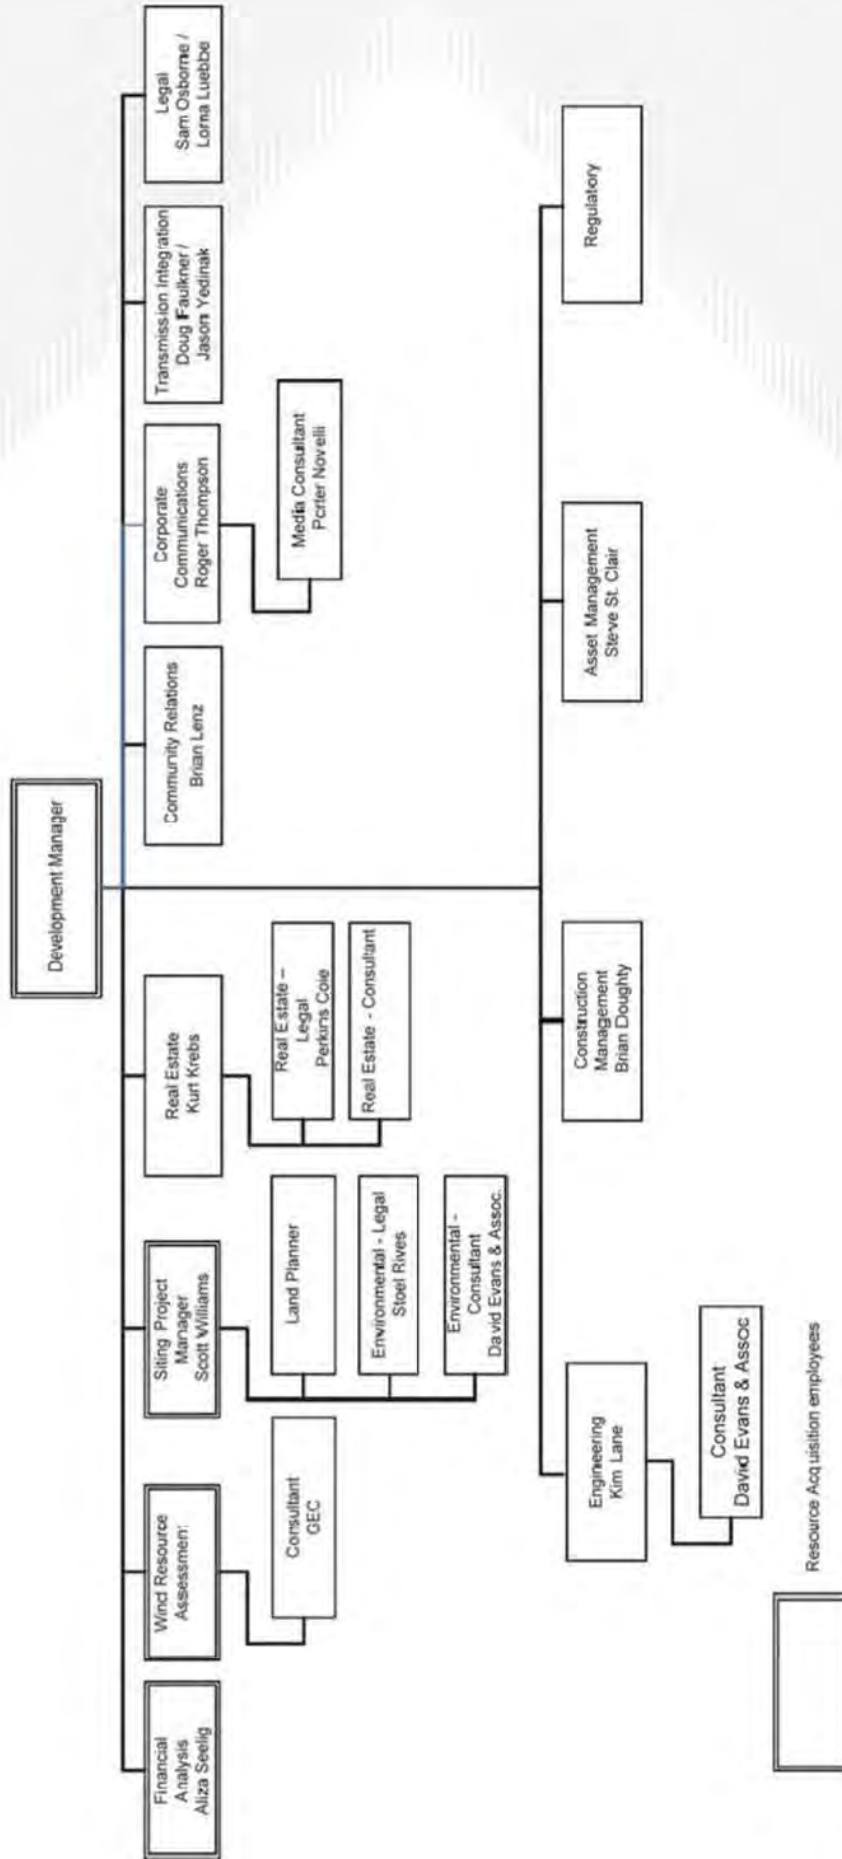 Development Manager
Financial
Analysis
Aliza Seelig
Wind Resource
Assessment
Siting Project
Manager
Scott Williams
Real Estate
Kurt Krebs
Community Relations
Brian Lenz
Corporate
Communications
Roger Thompson
Transmission Integration
Doug Faulkner /
Jason Yedinak
Legal
Sam Osborne /
Lorna Luebbe
Consultant
GEC
Land Planner
Environmental - Legal
Stoel Rives
Environmental -
Consultant
David Evans & Assoc.
Real Estate –
Legal
Perkins Coie
Real Estate - Consultant
Media Consultant
Porter Novelli
Engineering
Kim Lane
Construction
Management
Brian Doughty
Asset Management
Steve St. Clair
Regulatory
Consultant
David Evans & Assoc
Resource Acquisition employees